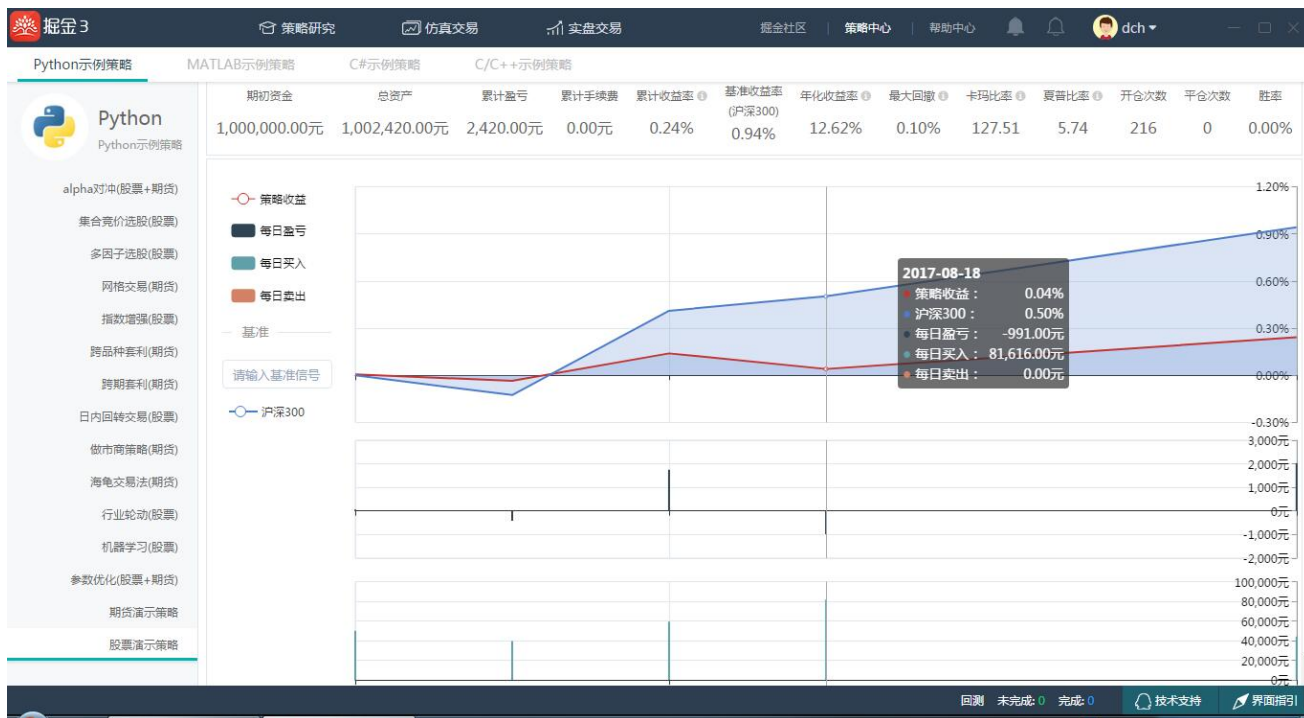 掘金3 策略研究 仿真交易 实盘交易 掘金社区 策略中心 帮助中心 dch
Python示例策略 MATLAB示例策略 C#示例策略 C/C++示例策略
Python
Python示例策略
期初资金 总资产 累计盈亏 累计手续费 累计收益率 基准收益率 (沪深300) 年化收益率 最大回撤 卡玛比率 夏普比率 开仓次数 平仓次数 胜率
1,000,000.00元 1,002,420.00元 2,420.00元 0.00元 0.24% 0.94% 12.62% 0.10% 127.51 5.74 216 0 0.00%
alpha对冲(股票+期货)
集合竞价选股(股票)
多因子选股(股票)
网格交易(期货)
指数增强(股票)
跨品种套利(期货)
跨期套利(期货)
日内回转交易(股票)
做市商策略(期货)
海龟交易法(期货)
行业轮动(股票)
机器学习(股票)
参数优化(股票+期货)
期货演示策略
股票演示策略
策略收益
每日盈亏
每日买入
每日卖出
基准
请输入基准信号
沪深300
2017-08-18
策略收益： 0.04%
沪深300： 0.50%
每日盈亏： -991.00元
每日买入： 81,616.00元
每日卖出： 0.00元
1.20%
0.90%
0.60%
0.30%
0.00%
-0.30%
3,000元
2,000元
1,000元
0元
-1,000元
-2,000元
100,000元
80,000元
60,000元
40,000元
20,000元
0元
回测 未完成: 0 完成: 0 技术支持 界面指引